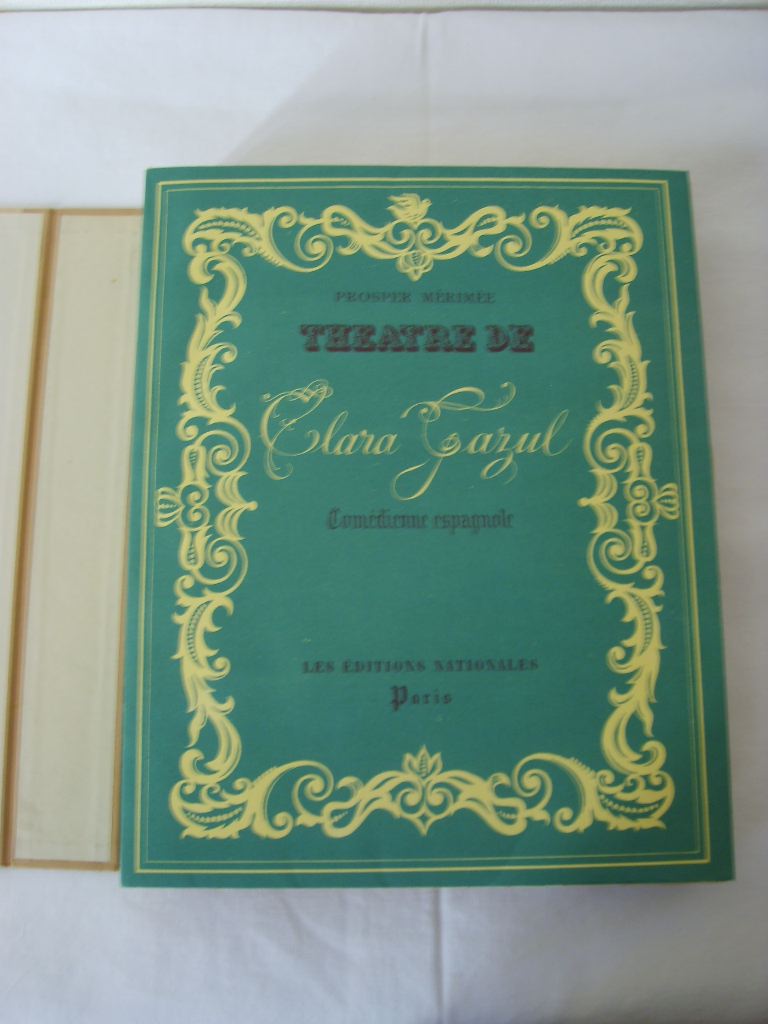 PROSPER MÉRIMÉE
THEATRE DE
Clara Gazul
Comédienne espagnole
LES ÉDITIONS NATIONALES
Paris